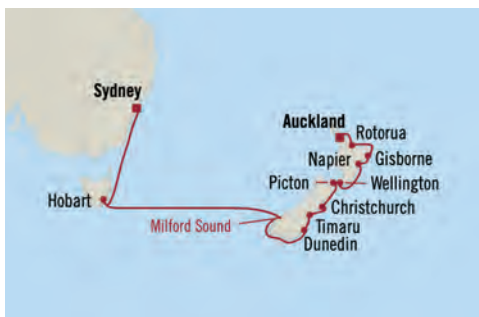 Sydney
Auckland
Rotorua
Napier
Gisborne
Picton
Wellington
Hobart
Christchurch
Milford Sound
Timaru
Dunedin